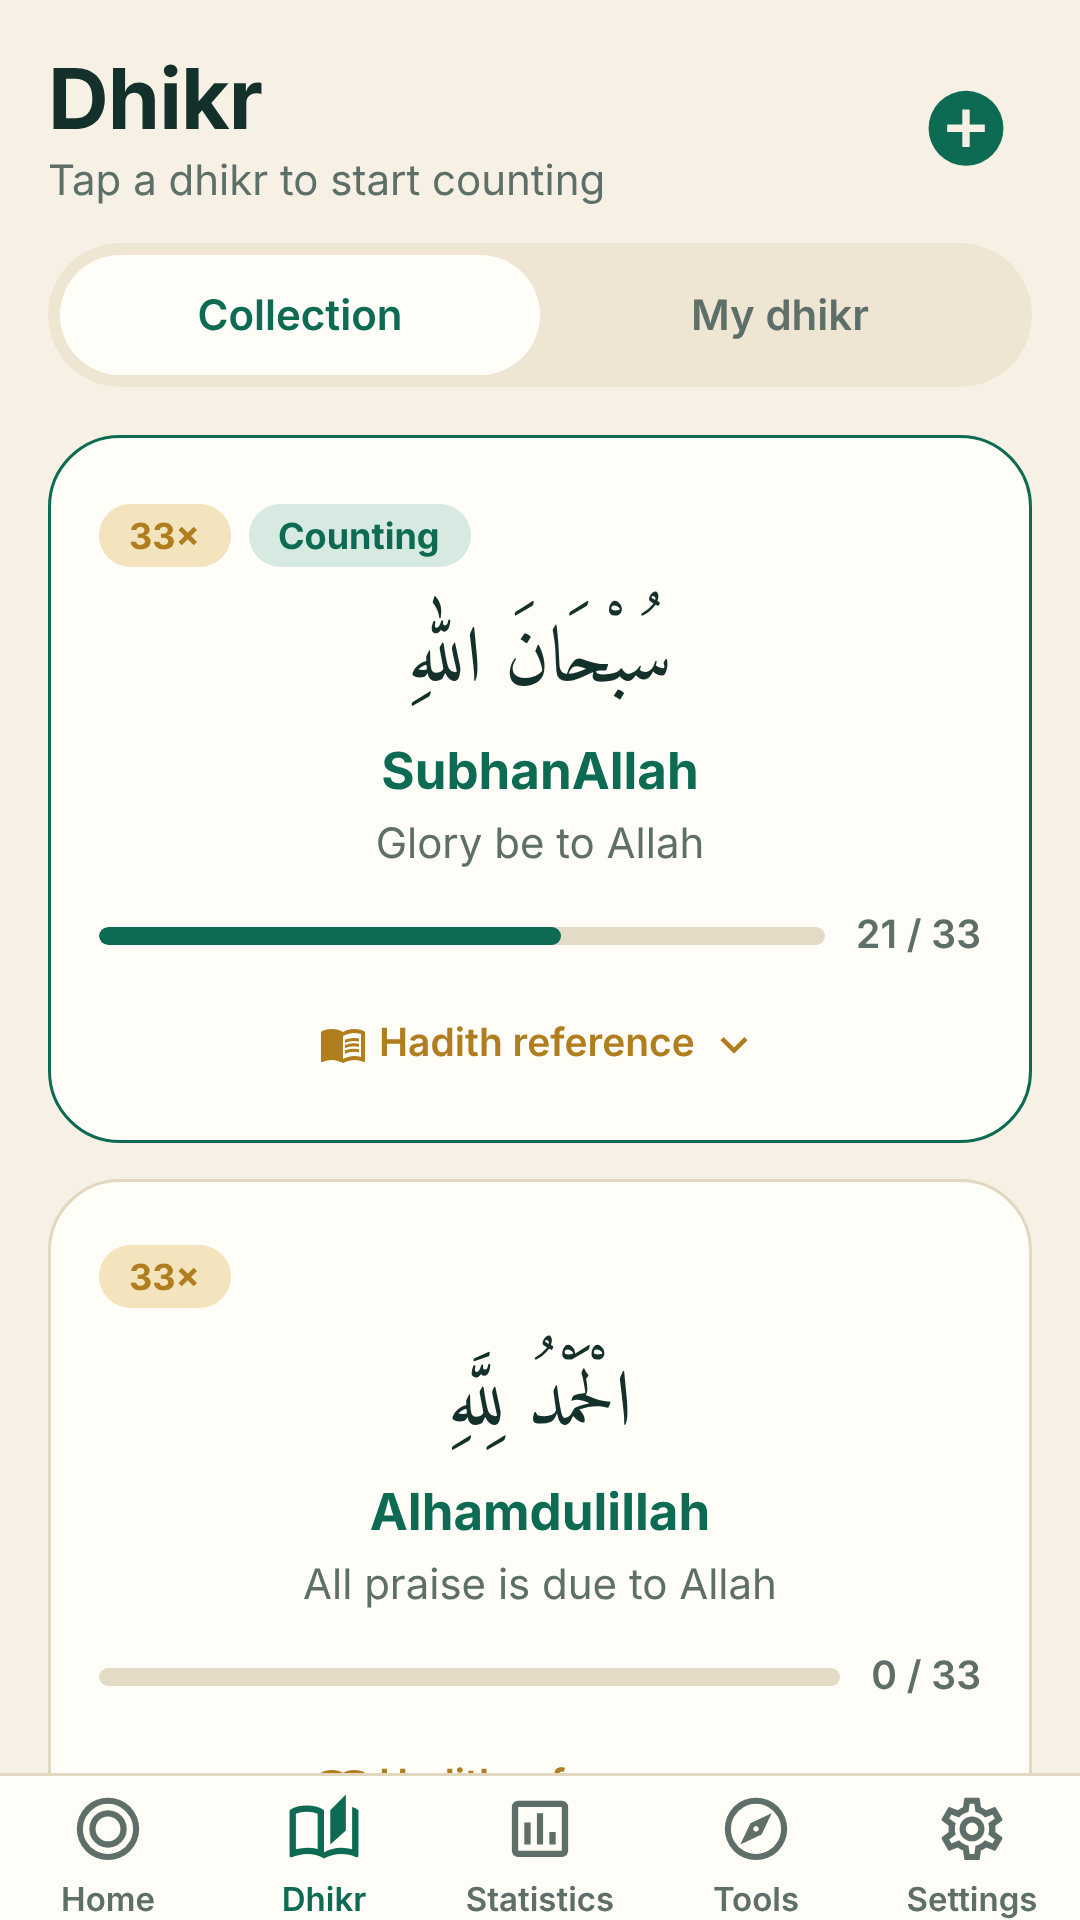 Dhikr
Tap a dhikr to start counting
Collection
My dhikr
33×
Counting
سُبْحَانَ اللّٰهِ
SubhanAllah
Glory be to Allah
21 / 33
Hadith reference
33×
الْحَمْدُ لِلَّهِ
Alhamdulillah
All praise is due to Allah
0 / 33
Home
Dhikr
Statistics
Tools
Settings